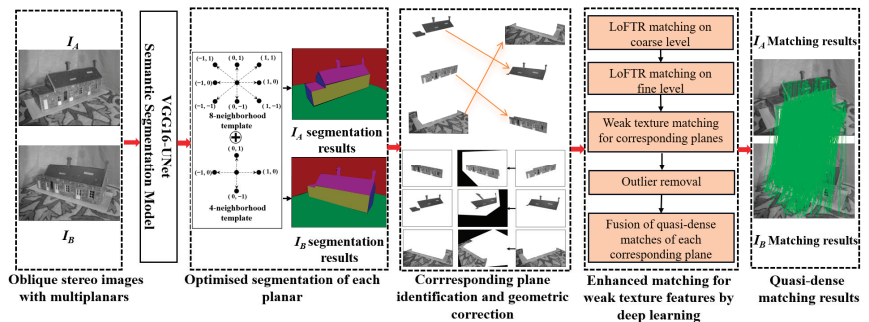 I_A
I_B
Oblique stereo images
with multiplanars
VGG16-UNet
Semantic Segmentation Model
(−1, 1)
(0, 1)
(1, 1)
(−1, 0)
(1, 0)
(−1, −1)
(0, −1)
(1, −1)
8-neighborhood
template
(0, 1)
(−1, 0)
(1, 0)
(0, −1)
4-neighborhood
template
I_A segmentation
results
I_B segmentation
results
Optimised segmentation of each
planar
Corrresponding plane
identification and geometric
correction
LoFTR matching on
coarse level
LoFTR matching on
fine level
Weak texture matching
for corresponding planes
Outlier removal
Fusion of quasi-dense
matches of each
corresponding plane
Enhanced matching for
weak texture features by
deep learning
I_A Matching results
I_B Matching results
Quasi-dense
matching results